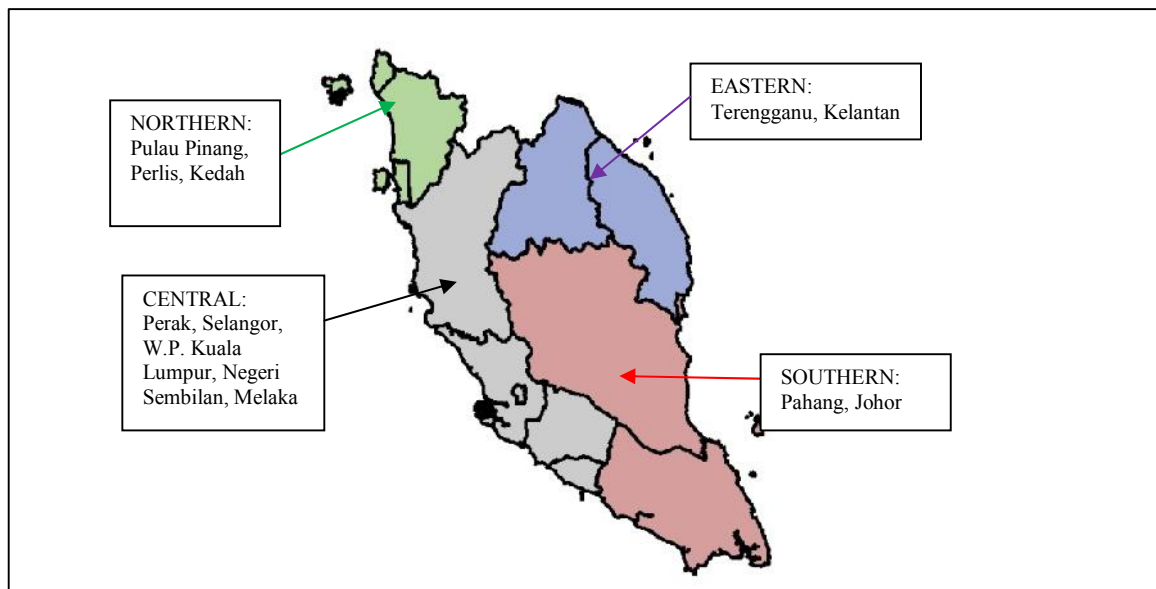 NORTHERN:
Pulau Pinang,
Perlis, Kedah
EASTERN:
Terengganu, Kelantan
CENTRAL:
Perak, Selangor,
W.P. Kuala
Lumpur, Negeri
Sembilan, Melaka
SOUTHERN:
Pahang, Johor